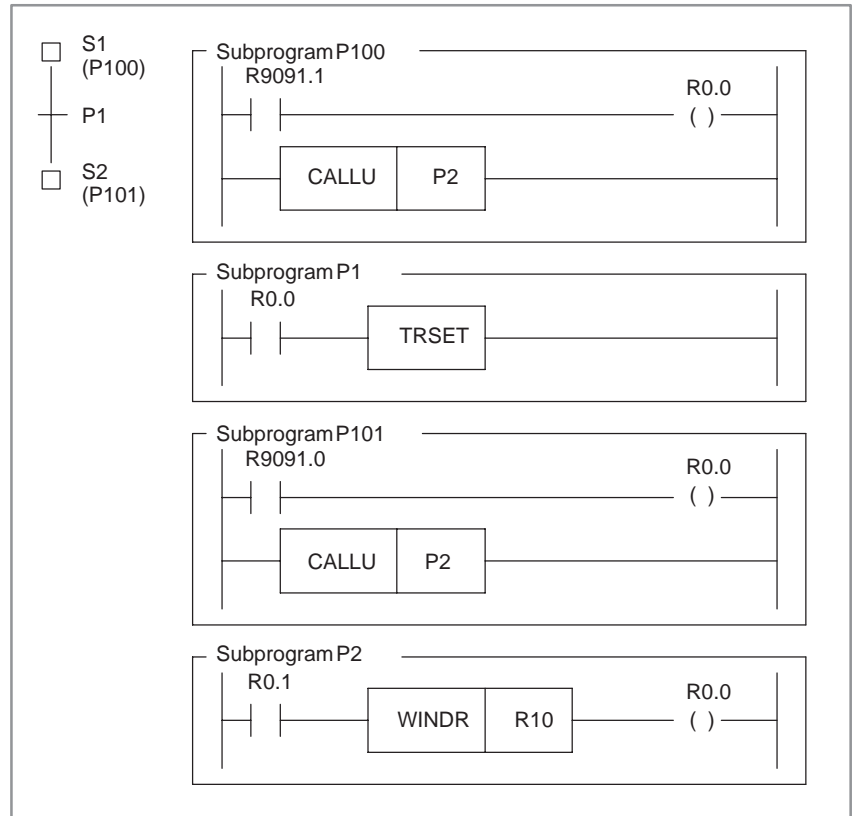 S1
(P100)
P1
S2
(P101)
Subprogram P100
R9091.1
R0.0
( )
CALLU P2
Subprogram P1
R0.0
TRSET
Subprogram P101
R9091.0
R0.0
( )
CALLU P2
Subprogram P2
R0.1
WINDR R10
R0.0
( )